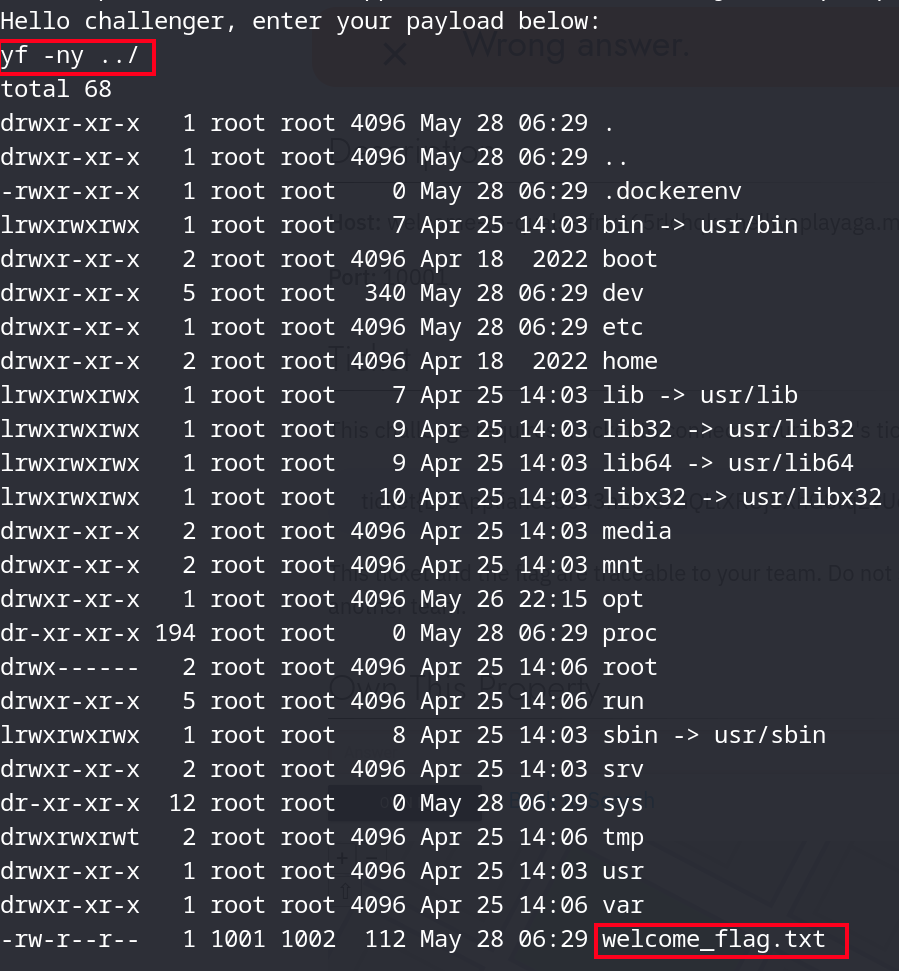 Hello challenger, enter your payload below:
Wrong answer.
yf -ny ../
total 68
drwxr-xr-x   1 root root 4096 May 28 06:29 .
drwxr-xr-x   1 root root 4096 May 28 06:29 ..
-rwxr-xr-x   1 root root    0 May 28 06:29 .dockerenv
lrwxrwxrwx   1 root root    7 Apr 25 14:03 bin -> usr/bin
drwxr-xr-x   2 root root 4096 Apr 18  2022 boot
drwxr-xr-x   5 root root  340 May 28 06:29 dev
drwxr-xr-x   1 root root 4096 May 28 06:29 etc
drwxr-xr-x   2 root root 4096 Apr 18  2022 home
lrwxrwxrwx   1 root root    7 Apr 25 14:03 lib -> usr/lib
lrwxrwxrwx   1 root root    9 Apr 25 14:03 lib32 -> usr/lib32
lrwxrwxrwx   1 root root    9 Apr 25 14:03 lib64 -> usr/lib64
lrwxrwxrwx   1 root root   10 Apr 25 14:03 libx32 -> usr/libx32
drwxr-xr-x   2 root root 4096 Apr 25 14:03 media
drwxr-xr-x   2 root root 4096 Apr 25 14:03 mnt
drwxr-xr-x   1 root root 4096 May 26 22:15 opt
dr-xr-xr-x 194 root root    0 May 28 06:29 proc
drwx------   2 root root 4096 Apr 25 14:06 root
drwxr-xr-x   5 root root 4096 Apr 25 14:06 run
Own This Property
lrwxrwxrwx   1 root root    8 Apr 25 14:03 sbin -> usr/sbin
drwxr-xr-x   2 root root 4096 Apr 25 14:03 srv
dr-xr-xr-x  12 root root    0 May 28 06:29 sys
drwxrwxrwt   2 root root 4096 Apr 25 14:06 tmp
drwxr-xr-x   1 root root 4096 Apr 25 14:03 usr
drwxr-xr-x   1 root root 4096 Apr 25 14:06 var
-rw-r--r--   1 1001 1002  112 May 28 06:29 welcome_flag.txt